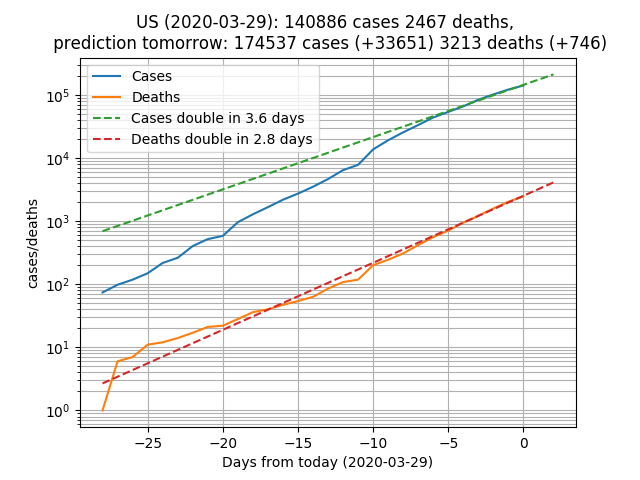 US (2020-03-29): 140886 cases 2467 deaths,
prediction tomorrow: 174537 cases (+33651) 3213 deaths (+746)
Cases
Deaths
Cases double in 3.6 days
Deaths double in 2.8 days
cases/deaths
10⁵
10⁴
10³
10²
10¹
10⁰
−25 −20 −15 −10 −5 0
Days from today (2020-03-29)